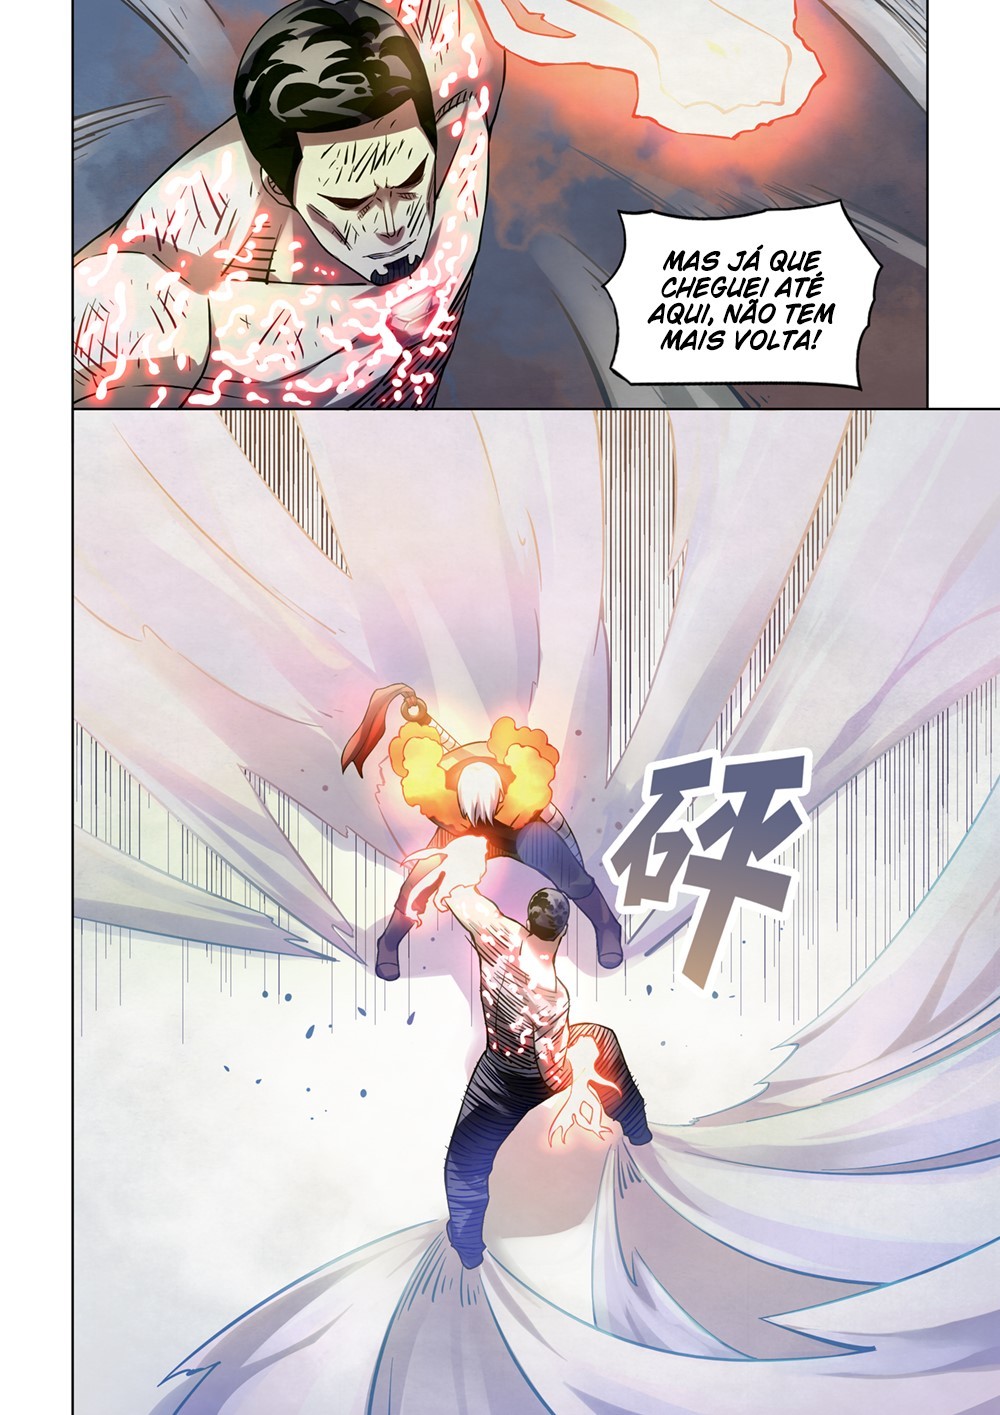 MAS JÁ QUE
CHEGUEI ATÉ
AQUI, NÃO TEM
MAIS VOLTA!
砰